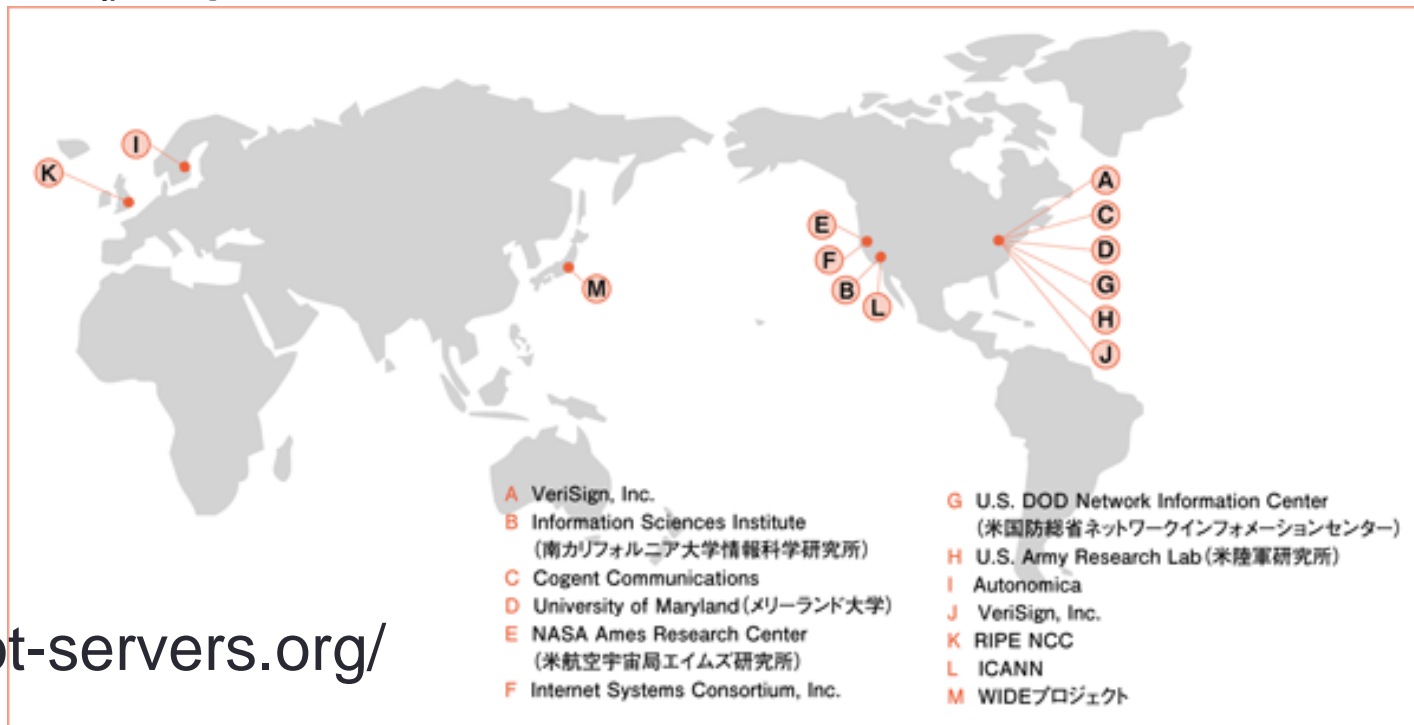 I
K
M
E
F
B
L
A
C
D
G
H
J
A VeriSign, Inc.
B Information Sciences Institute
(南カリフォルニア大学情報科学研究所)
C Cogent Communications
D University of Maryland(メリーランド大学)
E NASA Ames Research Center
(米航空宇宙局エイムズ研究所)
F Internet Systems Consortium, Inc.
G U.S. DOD Network Information Center
(米国防総省ネットワークインフォメーションセンター)
H U.S. Army Research Lab(米陸軍研究所)
I Autonomica
J VeriSign, Inc.
K RIPE NCC
L ICANN
M WIDEプロジェクト
t-servers.org/